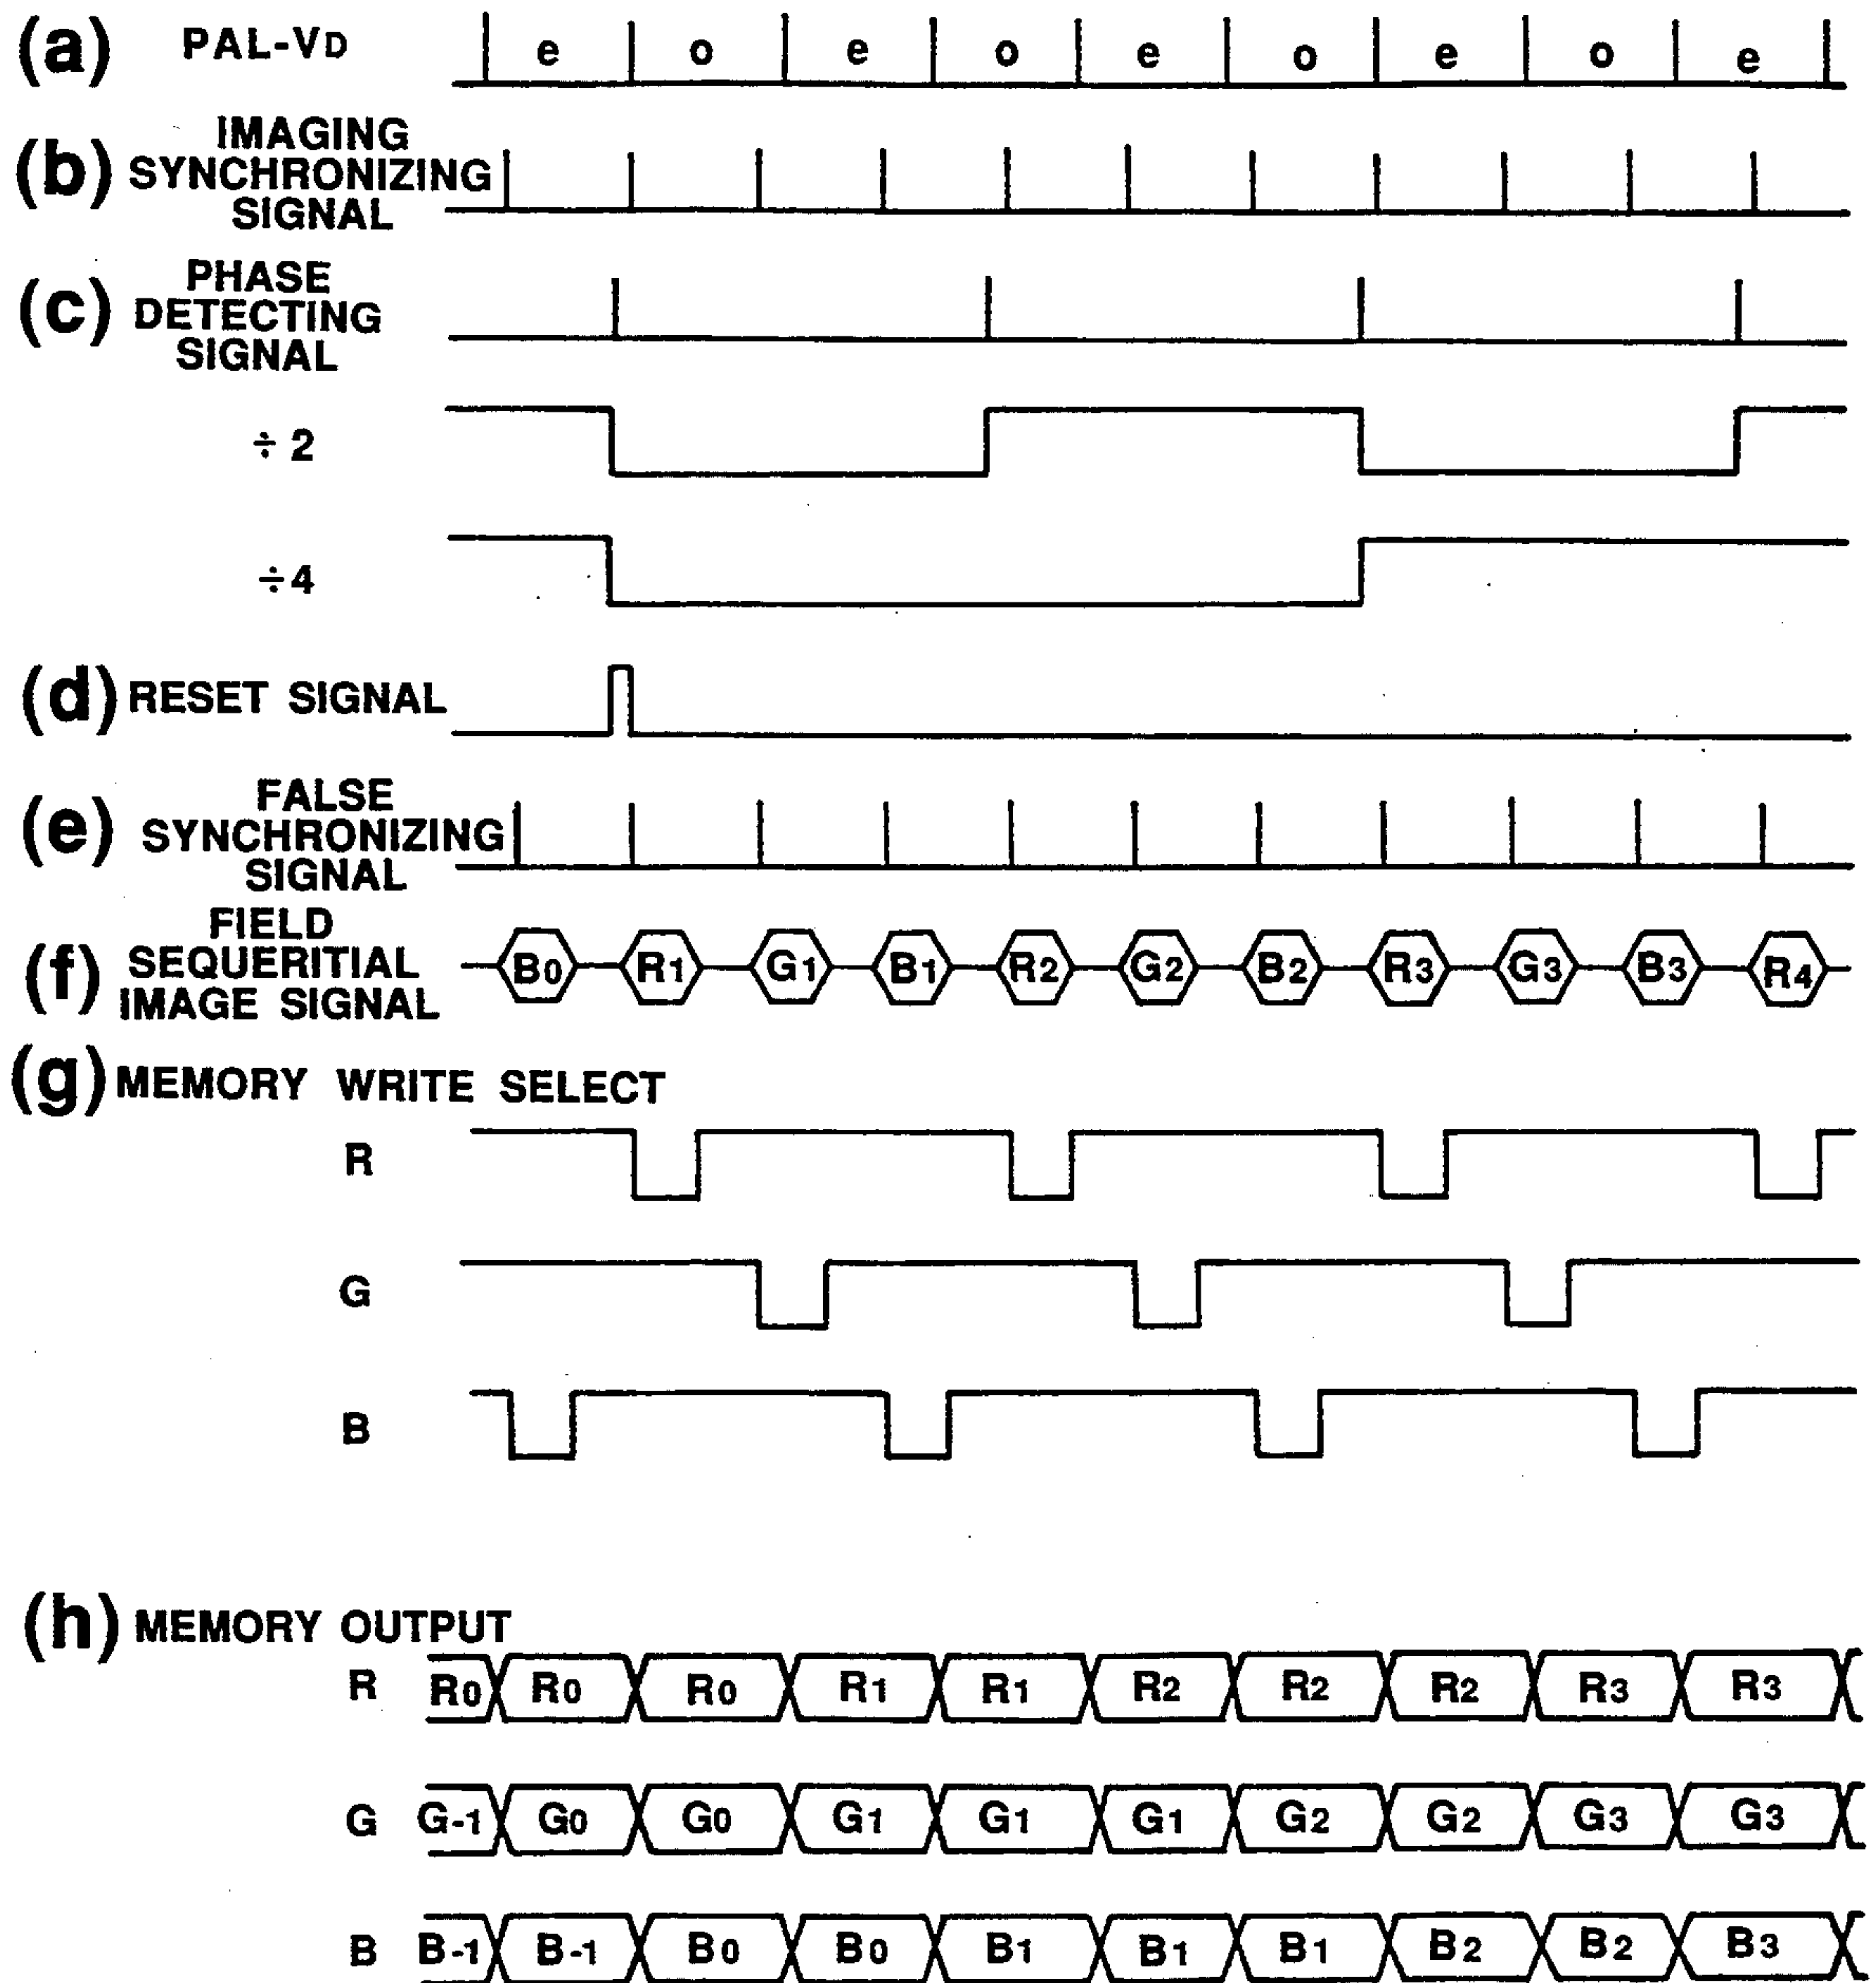 (a) PAL-VD e o e o e o e o e
(b) IMAGING
SYNCHRONIZING
SIGNAL
(c) PHASE
DETECTING
SIGNAL
÷2
÷4
(d) RESET SIGNAL
(e) FALSE
SYNCHRONIZING
SIGNAL
(f) FIELD
SEQUERITIAL
IMAGE SIGNAL
B0 R1 G1 B1 R2 G2 B2 R3 G3 B3 R4
(g) MEMORY WRITE SELECT
R
G
B
(h) MEMORY OUTPUT
R R0 R0 R0 R1 R1 R2 R2 R2 R3 R3
G G-1 G0 G0 G1 G1 G1 G2 G2 G3 G3
B B-1 B-1 B0 B0 B1 B1 B1 B2 B2 B3